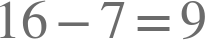 16 − 7 = 9